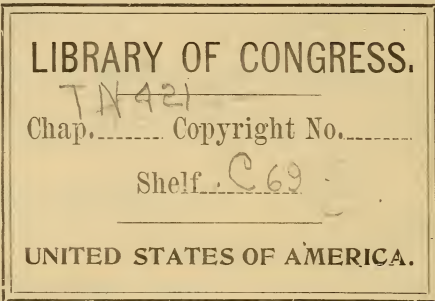 LIBRARY OF CONGRESS.
TN421
Chap. Copyright No.
Shelf. C69
UNITED STATES OF AMERICA.